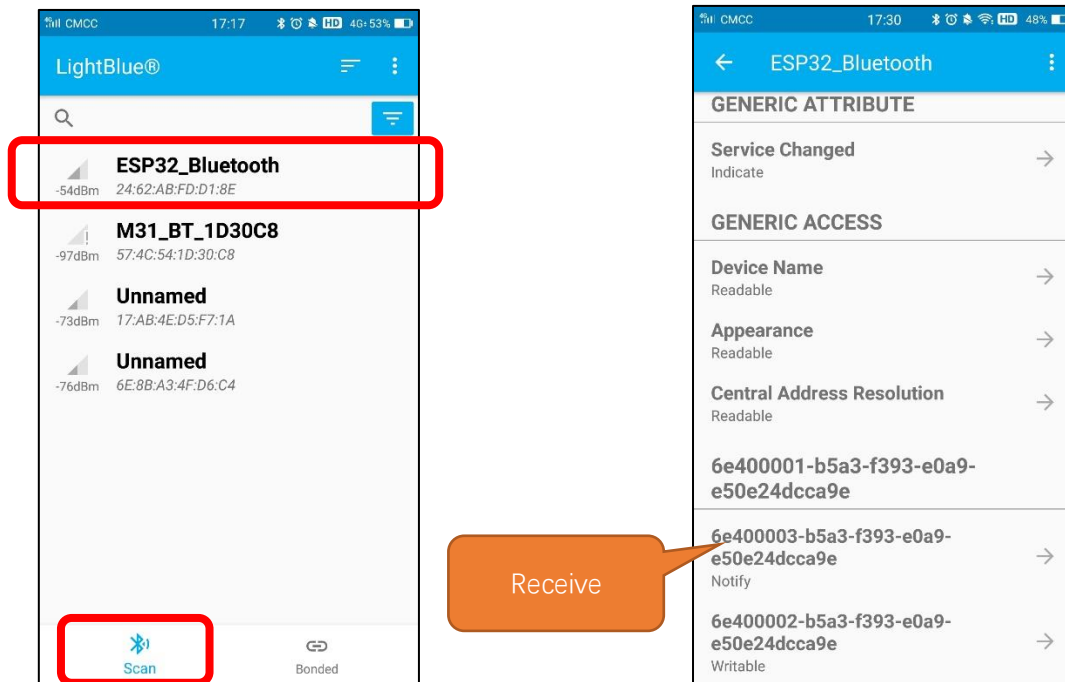 CMCC 17:17 HD 4G 53%
LightBlue®
ESP32_Bluetooth
-54dBm 24:62:AB:FD:D1:8E
M31_BT_1D30C8
-97dBm 57:4C:54:1D:30:C8
Unnamed
-73dBm 17:AB:4E:D5:F7:1A
Unnamed
-76dBm 6E:8B:A3:4F:D6:C4
Scan
Bonded
CMCC 17:30 HD 48%
ESP32_Bluetooth
GENERIC ATTRIBUTE
Service Changed
Indicate
GENERIC ACCESS
Device Name
Readable
Appearance
Readable
Central Address Resolution
Readable
6e400001-b5a3-f393-e0a9-
e50e24dcca9e
Receive
6e400003-b5a3-f393-e0a9-
e50e24dcca9e
Notify
6e400002-b5a3-f393-e0a9-
e50e24dcca9e
Writable